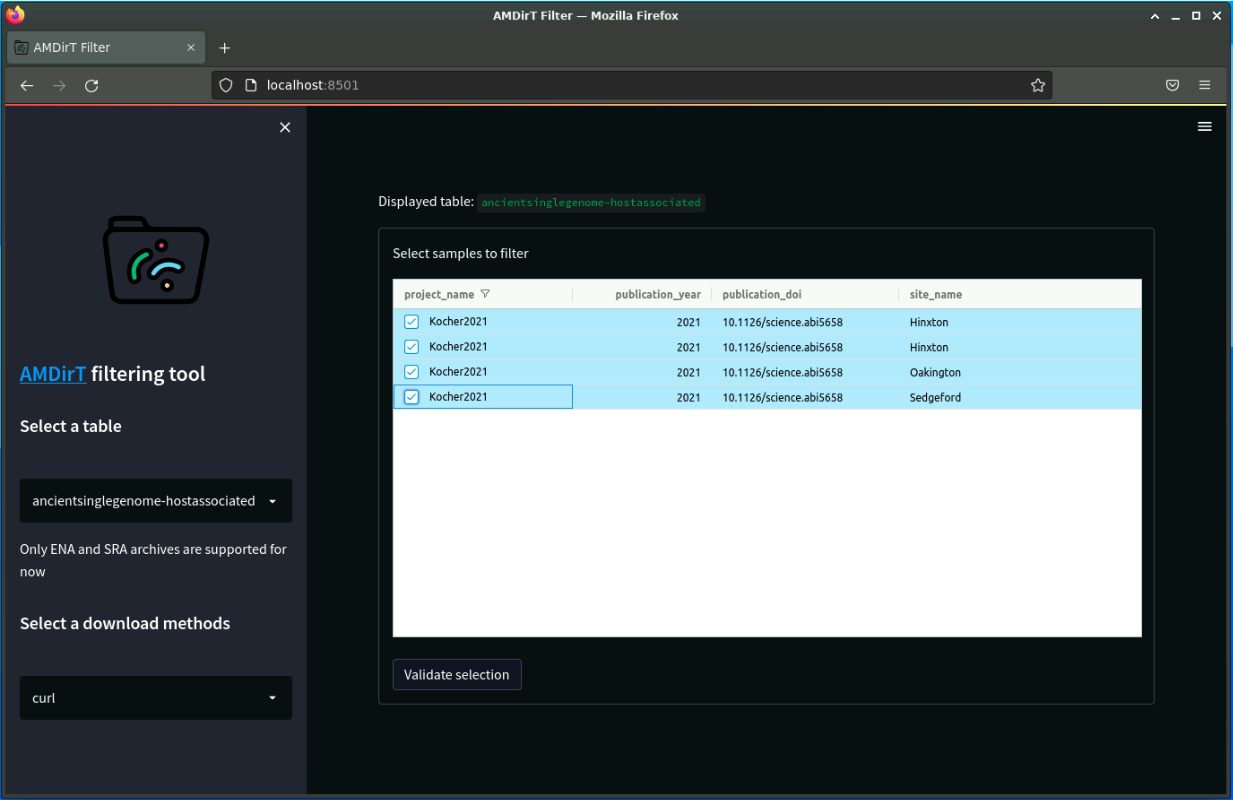 AMDirT Filter — Mozilla Firefox
AMDirT Filter
localhost:8501
AMDirT filtering tool
Select a table
ancientsinglegenome-hostassociated
Only ENA and SRA archives are supported for
now
Select a download methods
curl
Displayed table: ancientsinglegenome-hostassociated
Select samples to filter
project_name publication_year publication_doi site_name
Kocher2021 2021 10.1126/science.abi5658 Hinxton
Kocher2021 2021 10.1126/science.abi5658 Hinxton
Kocher2021 2021 10.1126/science.abi5658 Oakington
Kocher2021 2021 10.1126/science.abi5658 Sedgeford
Validate selection